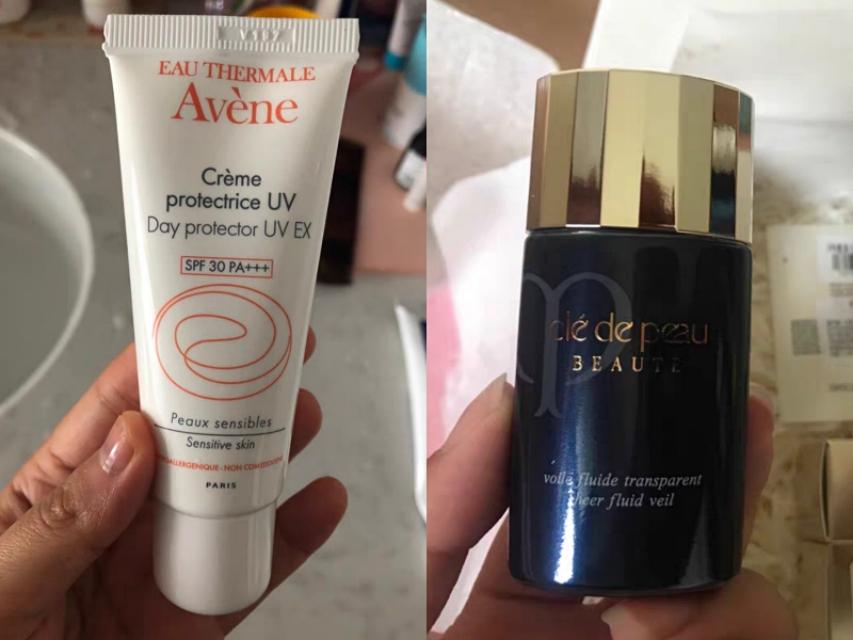 EAU THERMALE
Avène
Crème
protectrice UV
Day protector UV EX
SPF 30 PA+++
Peaux sensibles
Sensitive skin
PARIS
clé de peau
BEAUTÉ
voile fluide transparent
sheer fluid veil